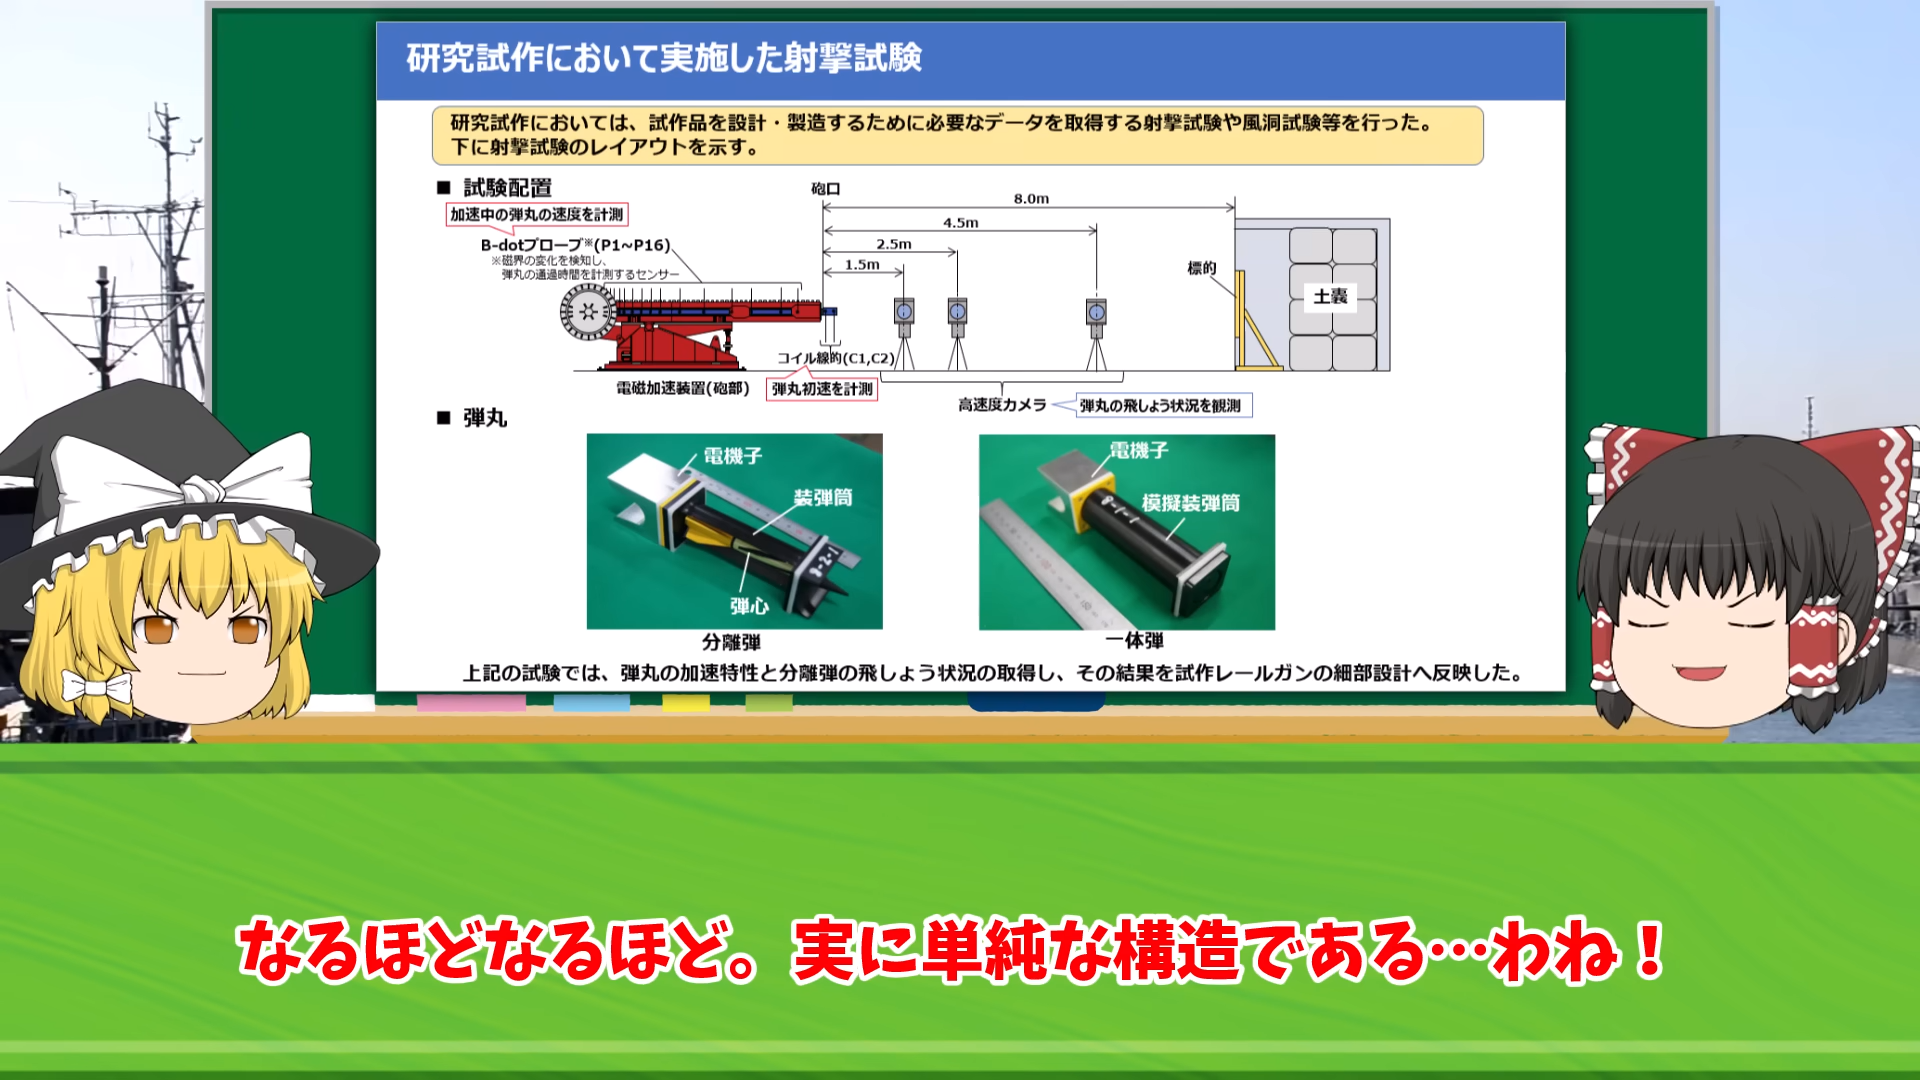 研究試作において実施した射撃試験
研究試作においては、試作品を設計・製造するために必要なデータを取得する射撃試験や風洞試験等を行った。
下に射撃試験のレイアウトを示す。
■ 試験配置
加速中の弾丸の速度を計測
B-dotプローブ※(P1~P16)
※磁界の変化を検知し、
弾丸の通過時間を計測するセンサー
砲口
8.0m
4.5m
2.5m
1.5m
標的
土嚢
コイル線的(C1,C2)
電磁加速装置(砲部)
弾丸初速を計測
高速度カメラ
弾丸の飛しょう状況を観測
■ 弾丸
電機子
装弾筒
弾心
8-2-1
分離弾
電機子
模擬装弾筒
8-1-1
一体弾
上記の試験では、弾丸の加速特性と分離弾の飛しょう状況の取得し、その結果を試作レールガンの細部設計へ反映した。
なるほどなるほど。実に単純な構造である…わね！